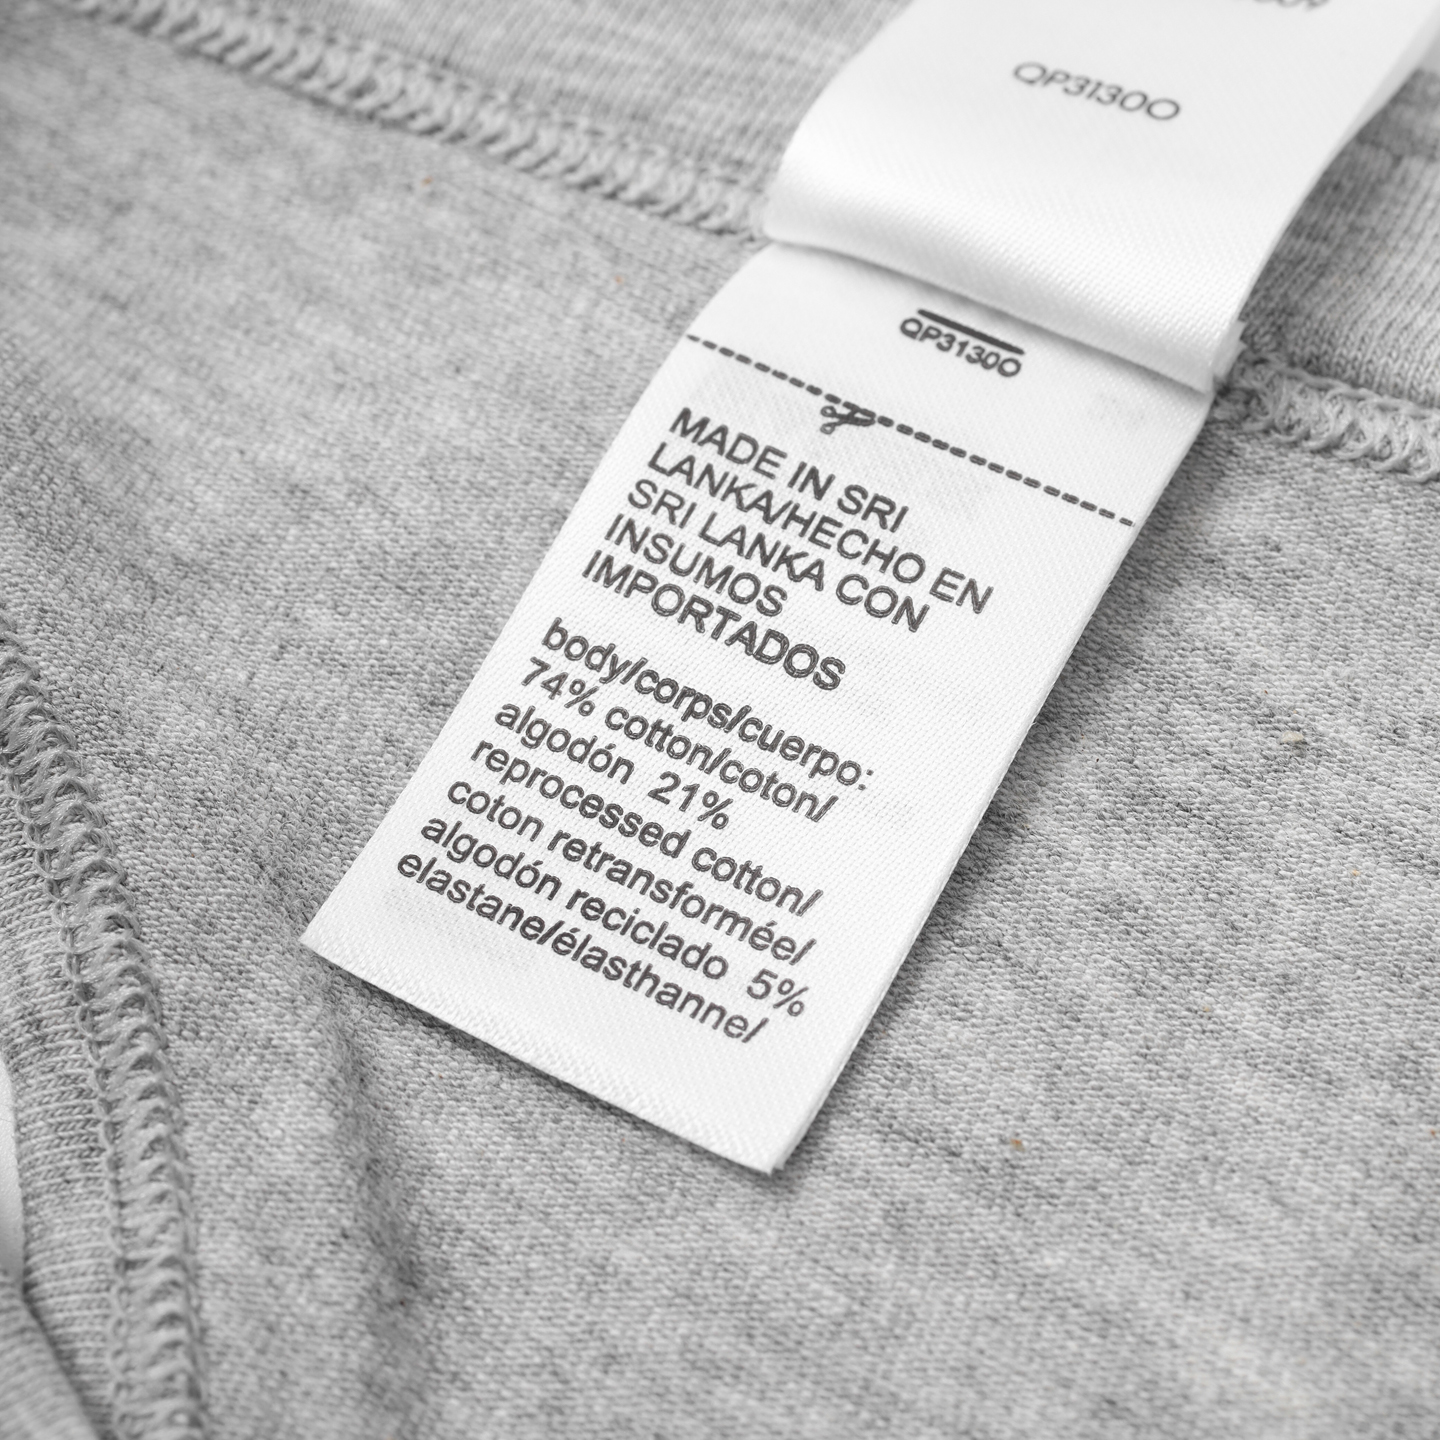 QP3130O
QP3130O
MADE IN SRI
LANKA/HECHO EN
SRI LANKA CON
INSUMOS
IMPORTADOS
body/corps/cuerpo:
74% cotton/coton/
algodón 21%
reprocessed cotton/
coton retransformée/
algodón reciclado 5%
elastane/élasthanne/